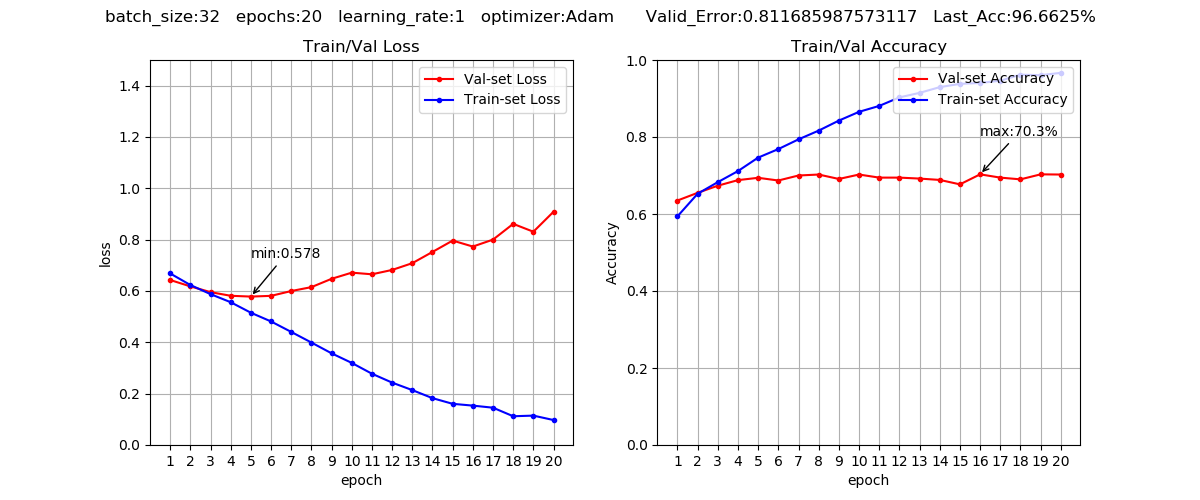 batch_size:32 epochs:20 learning_rate:1 optimizer:Adam Valid_Error:0.811685987573117 Last_Acc:96.6625%
Train/Val Loss
Val-set Loss
Train-set Loss
min:0.578
1.4
1.2
1.0
0.8
0.6
0.4
0.2
0.0
loss
1 2 3 4 5 6 7 8 9 10 11 12 13 14 15 16 17 18 19 20
epoch
Train/Val Accuracy
Val-set Accuracy
Train-set Accuracy
max:70.3%
1.0
0.8
0.6
0.4
0.2
0.0
Accuracy
1 2 3 4 5 6 7 8 9 10 11 12 13 14 15 16 17 18 19 20
epoch